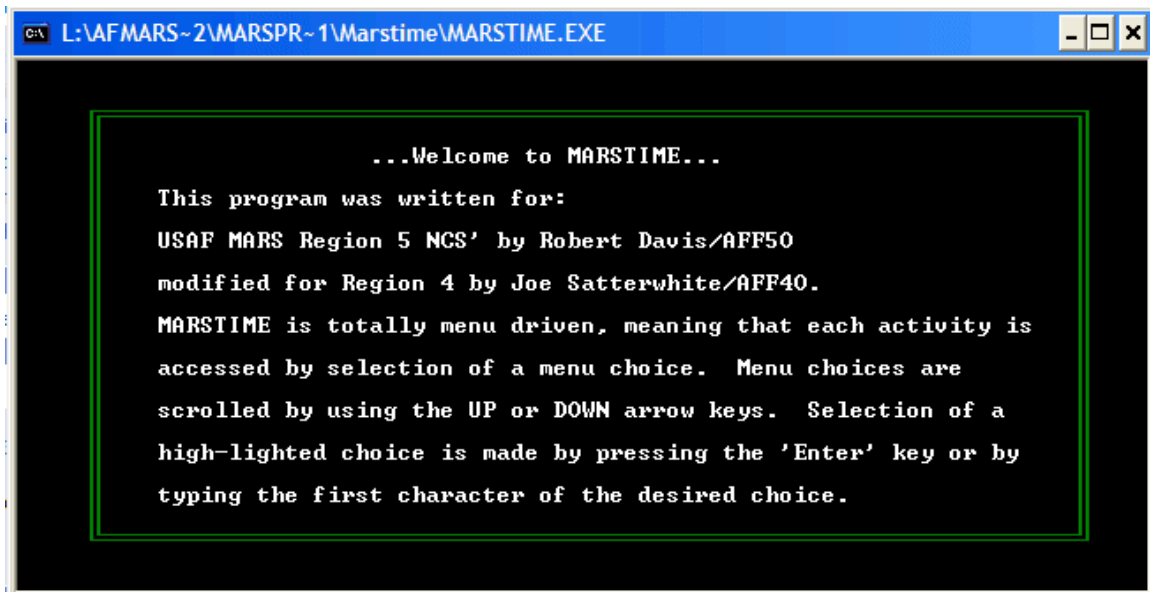 L:\AFMARS~2\MARSPR~1\Marstime\MARSTIME.EXE
...Welcome to MARSTIME...
This program was written for:
USAF MARS Region 5 NCS' by Robert Davis/AFF50
modified for Region 4 by Joe Satterwhite/AFF40.
MARSTIME is totally menu driven, meaning that each activity is
accessed by selection of a menu choice.  Menu choices are
scrolled by using the UP or DOWN arrow keys.  Selection of a
high-lighted choice is made by pressing the 'Enter' key or by
typing the first character of the desired choice.